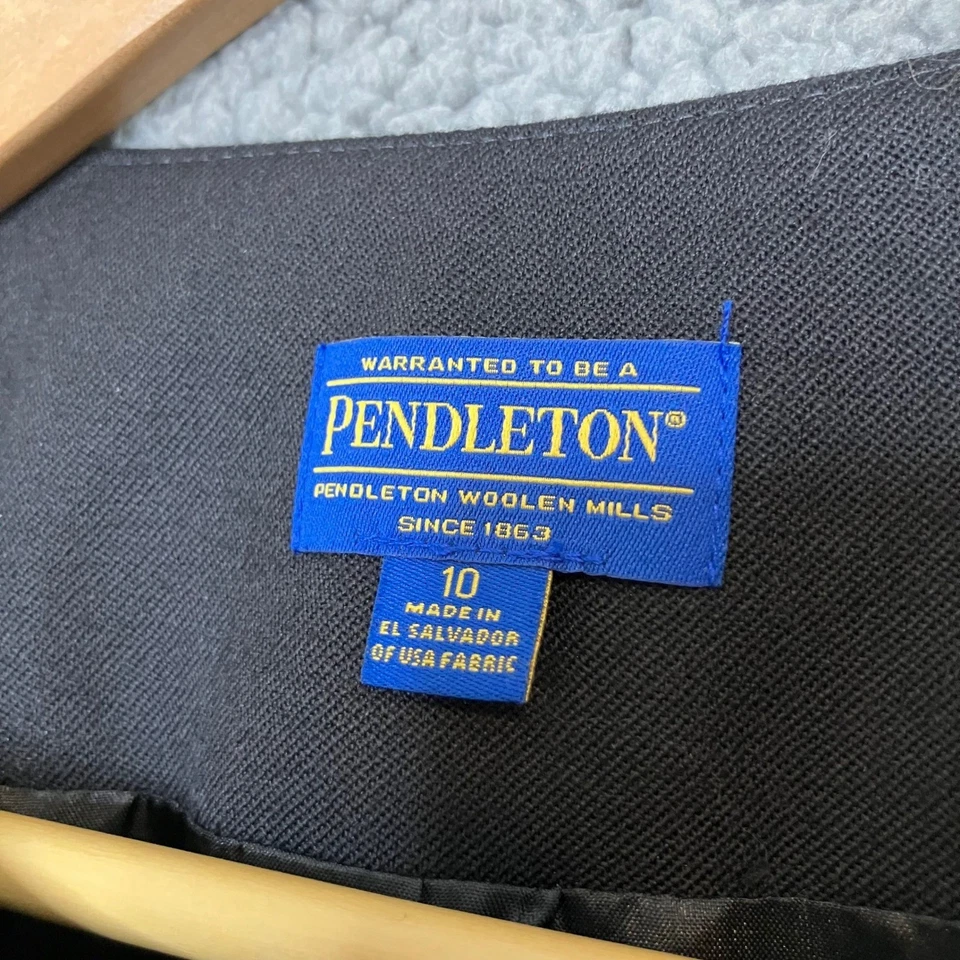 WARRANTED TO BE A
PENDLETON®
PENDLETON WOOLEN MILLS
SINCE 1863
10
MADE IN
EL SALVADOR
OF USA FABRIC